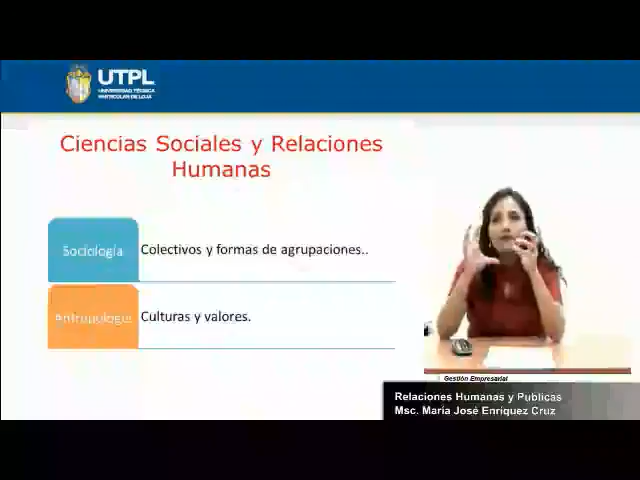 UTPL
UNIVERSIDAD TÉCNICA
PARTICULAR DE LOJA
Ciencias Sociales y Relaciones
Humanas
Sociología
Colectivos y formas de agrupaciones..
Antropología
Culturas y valores.
Gestión Empresarial
Relaciones Humanas y Publicas
Msc. María José Enríquez Cruz